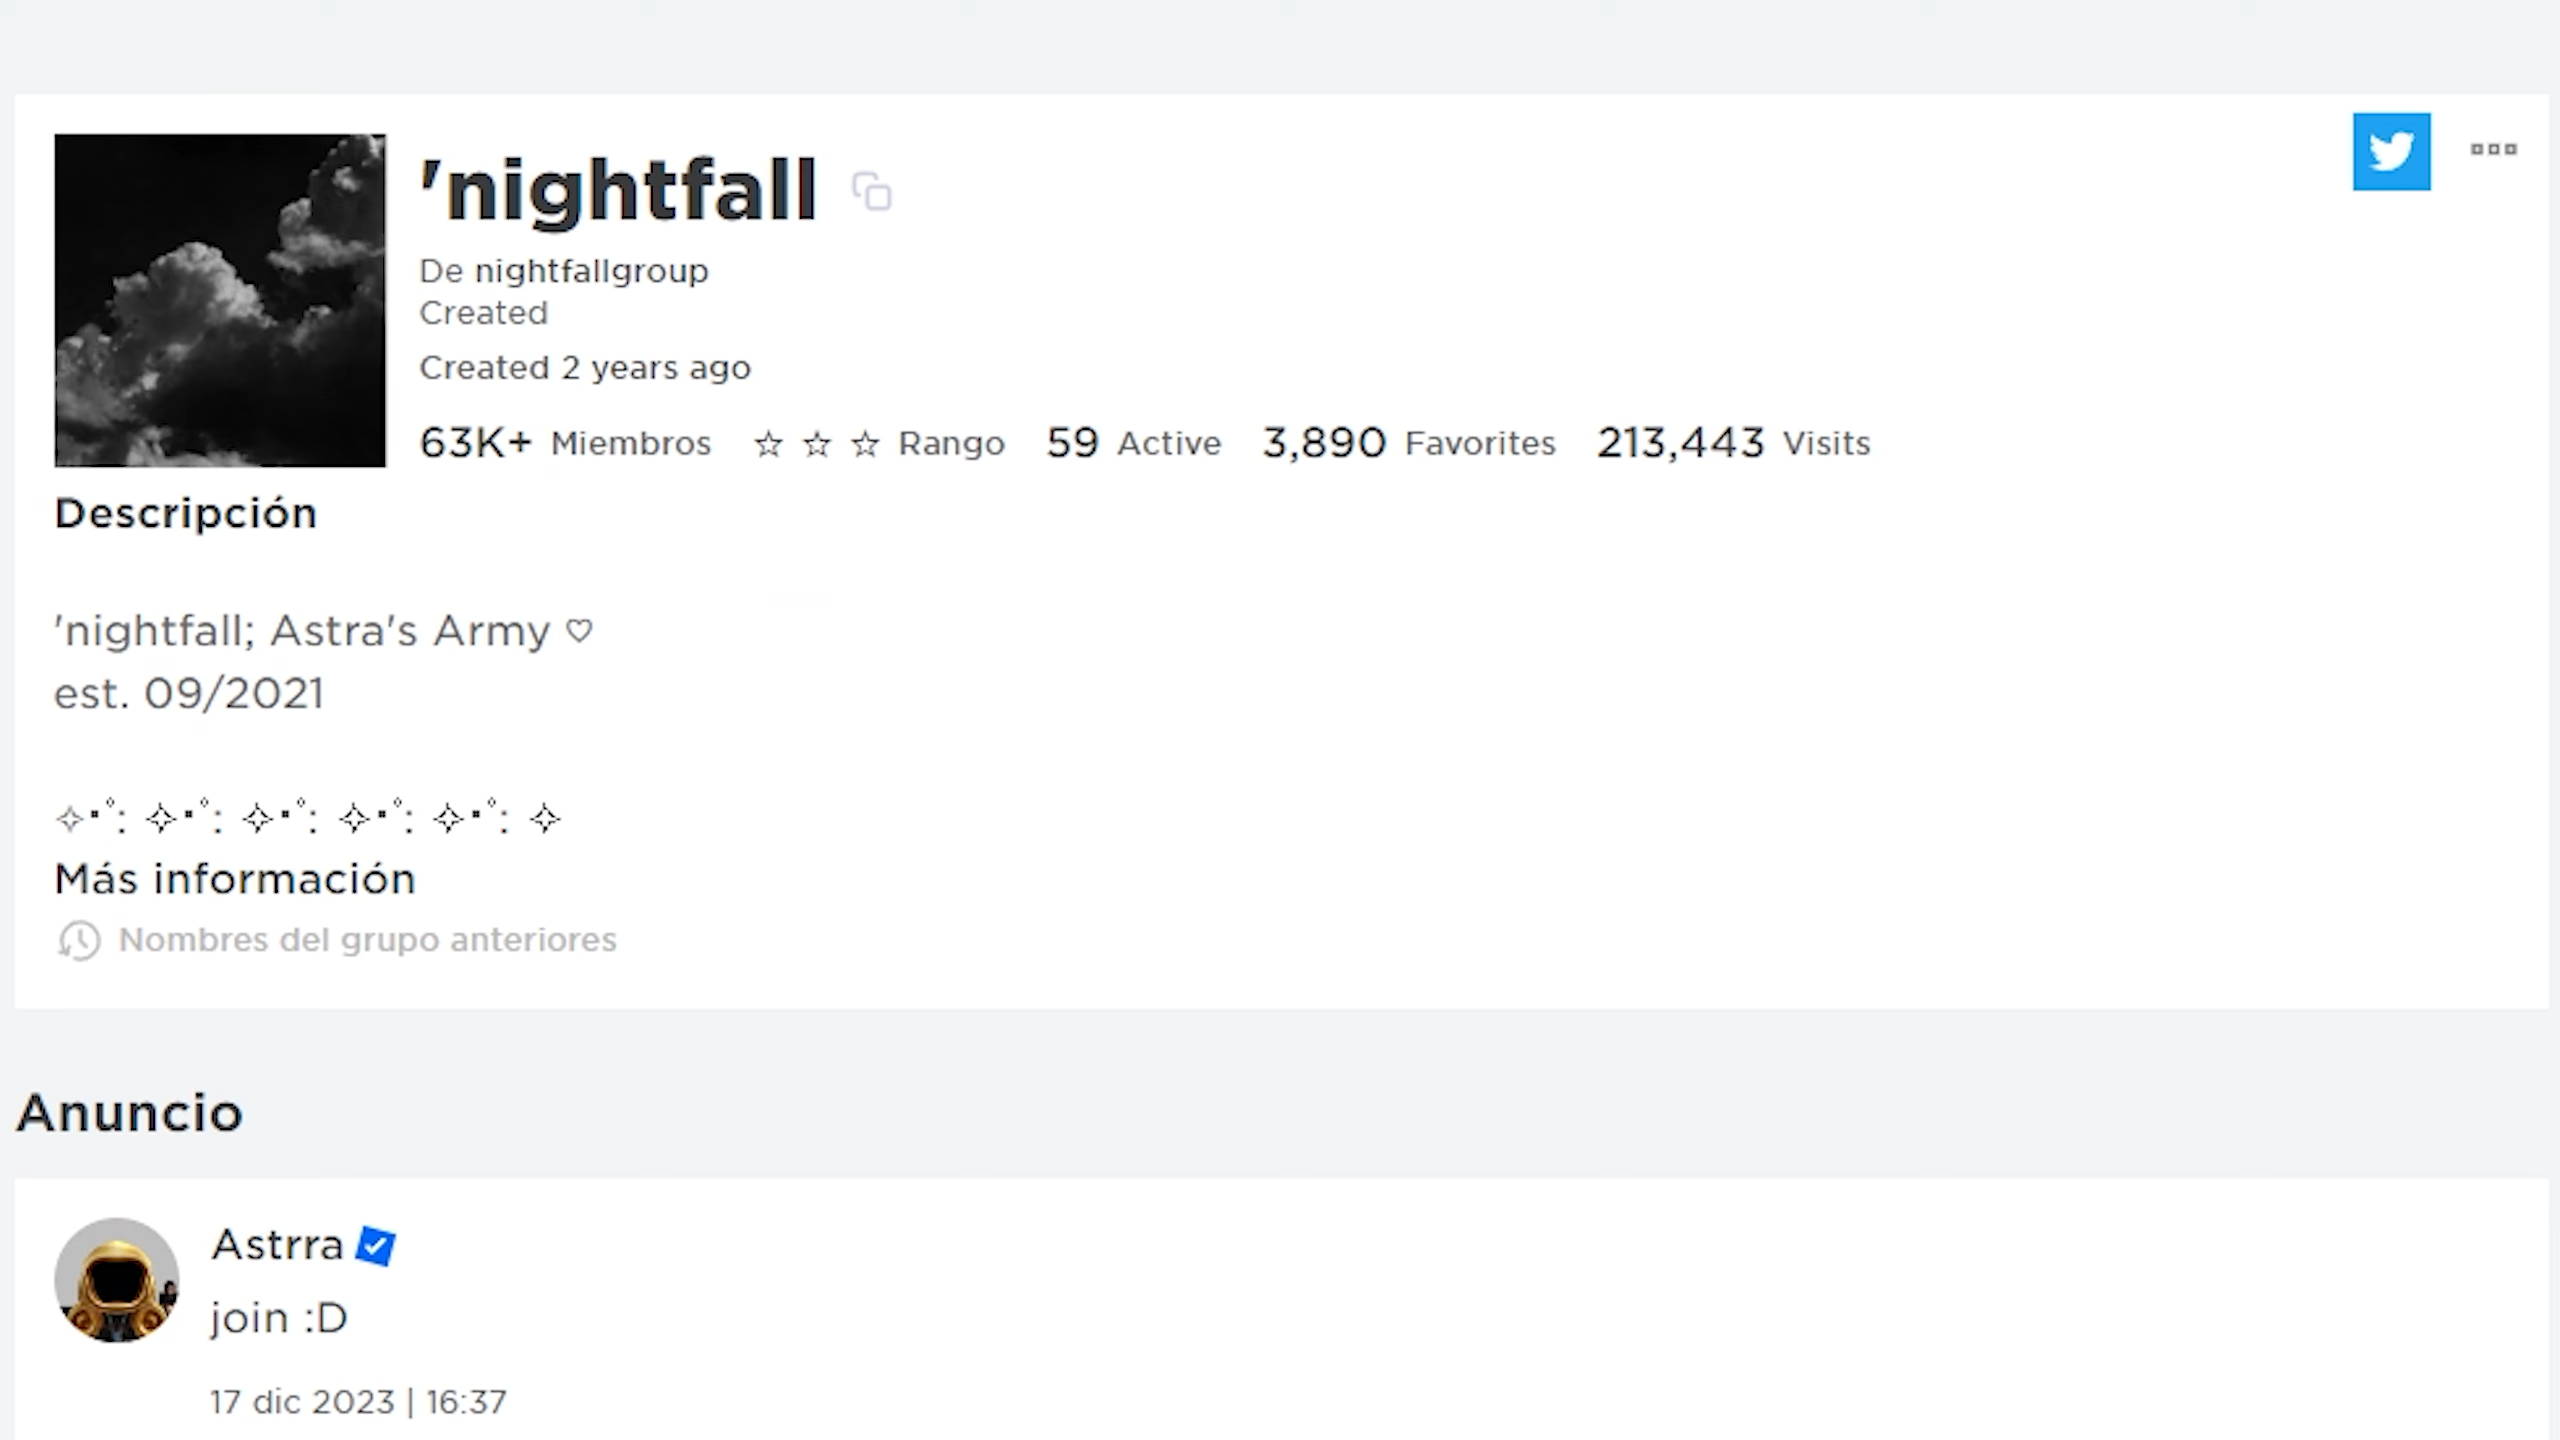 'nightfall
De nightfallgroup
Created
Created 2 years ago
63K+ Miembros ☆ ☆ ☆ Rango 59 Active 3,890 Favorites 213,443 Visits
Descripción
'nightfall; Astra's Army ♡
est. 09/2021
✧･ﾟ: ✧･ﾟ: ✧･ﾟ: ✧･ﾟ: ✧･ﾟ: ✧
Más información
Nombres del grupo anteriores
Anuncio
Astrra
join :D
17 dic 2023 | 16:37